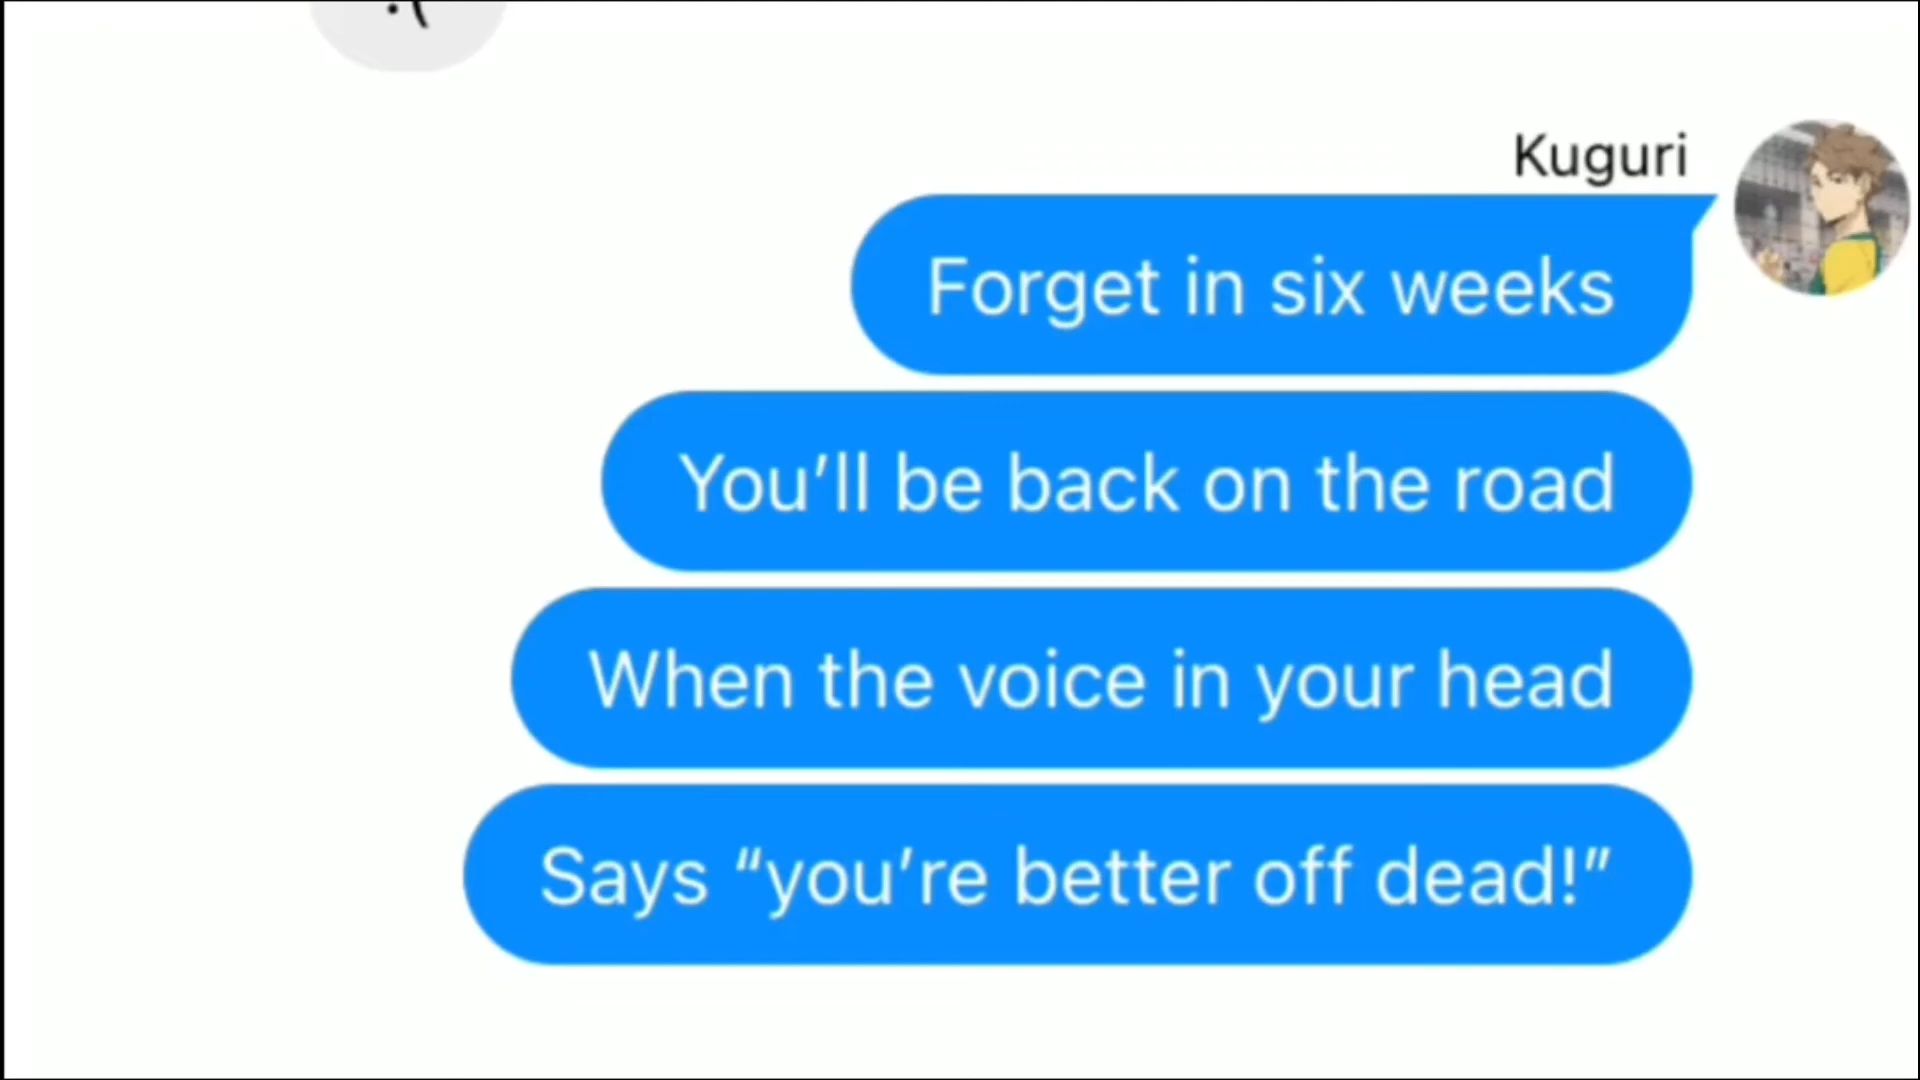 :(
Kuguri
Forget in six weeks
You’ll be back on the road
When the voice in your head
Says “you’re better off dead!”